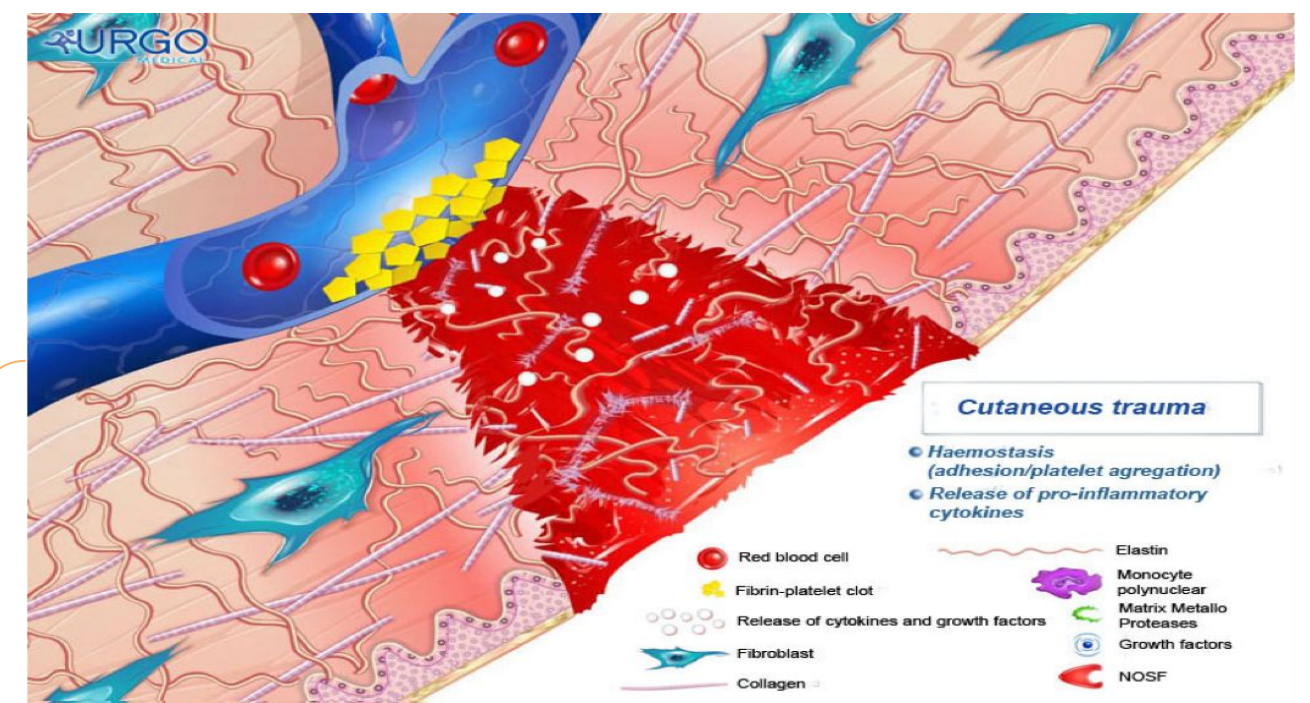 URGO
MEDICAL
Cutaneous trauma
Haemostasis
(adhesion/platelet agregation)
Release of pro-inflammatory
cytokines
Red blood cell
Fibrin-platelet clot
Release of cytokines and growth factors
Fibroblast
Collagen
Elastin
Monocyte
polynuclear
Matrix Metallo
Proteases
Growth factors
NOSF